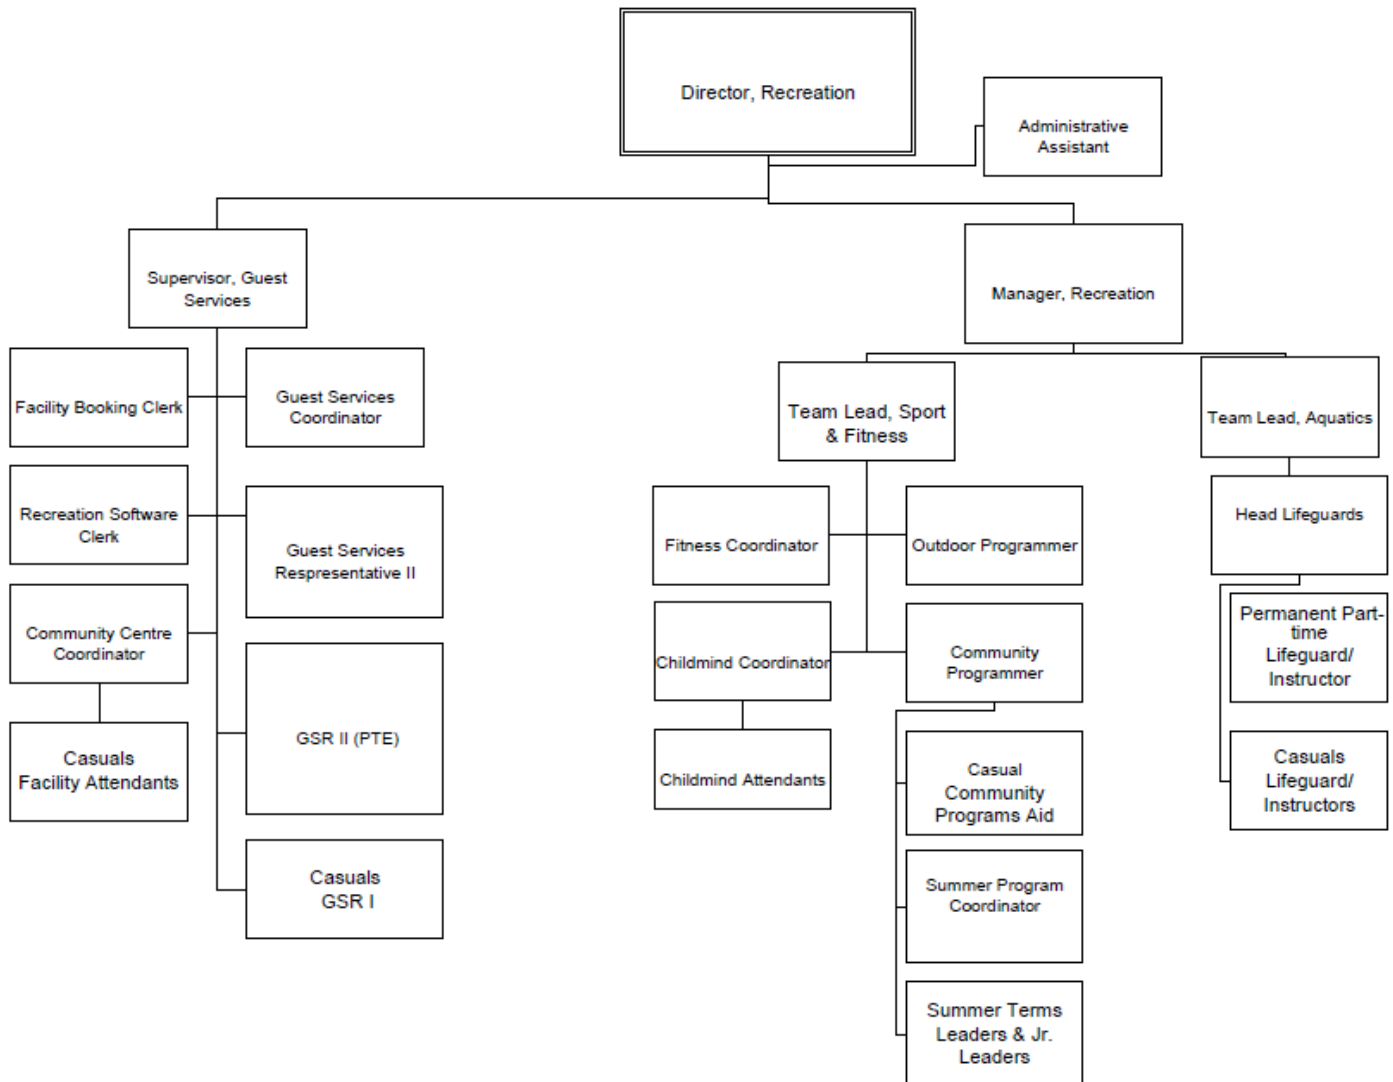 Director, Recreation
Administrative
Assistant
Supervisor, Guest
Services
Manager, Recreation
Facility Booking Clerk
Guest Services
Coordinator
Team Lead, Sport
& Fitness
Team Lead, Aquatics
Recreation Software
Clerk
Guest Services
Respresentative II
Fitness Coordinator
Outdoor Programmer
Head Lifeguards
Community Centre
Coordinator
GSR II (PTE)
Childmind Coordinator
Community
Programmer
Permanent Part-
time
Lifeguard/
Instructor
Casuals
Facility Attendants
Childmind Attendants
Casual
Community
Programs Aid
Casuals
Lifeguard/
Instructors
Casuals
GSR I
Summer Program
Coordinator
Summer Terms
Leaders & Jr.
Leaders